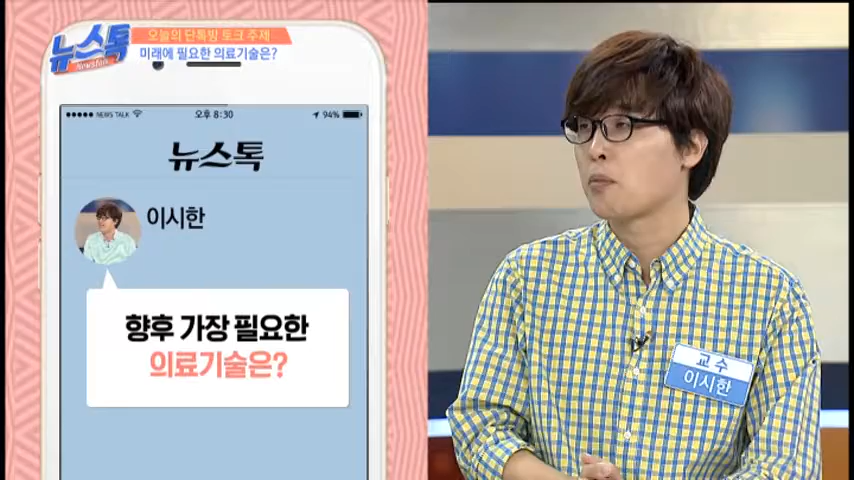 뉴스톡
Newstalk
오늘의 단톡방 토크 주제
미래에 필요한 의료기술은?
NEWS TALK
오후 8:30
94%
뉴스톡
이시한
향후 가장 필요한
의료기술은?
교수
이시한